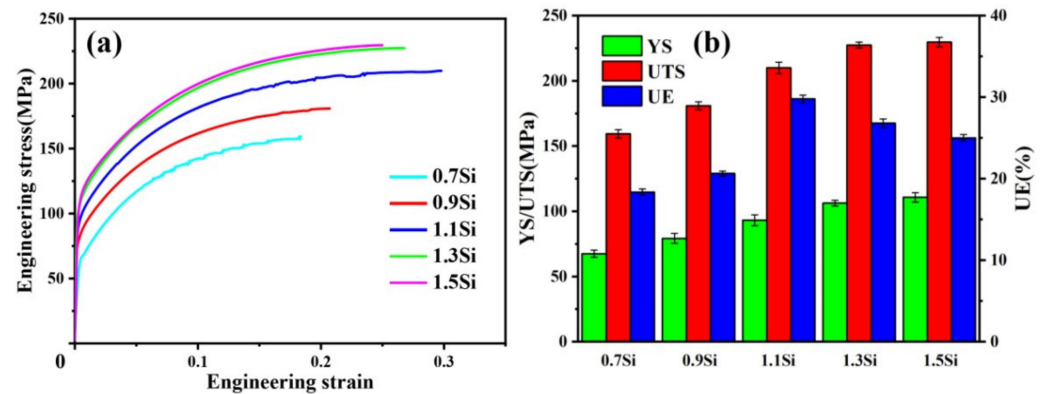 (a)
Engineering stress(MPa)
250
200
150
100
50
0
0
0.1
0.2
0.3
Engineering strain
0.7Si
0.9Si
1.1Si
1.3Si
1.5Si
(b)
YS/UTS(MPa)
250
200
150
100
50
0
YS
UTS
UE
0.7Si
0.9Si
1.1Si
1.3Si
1.5Si
40
30
20
10
0
UE(%)